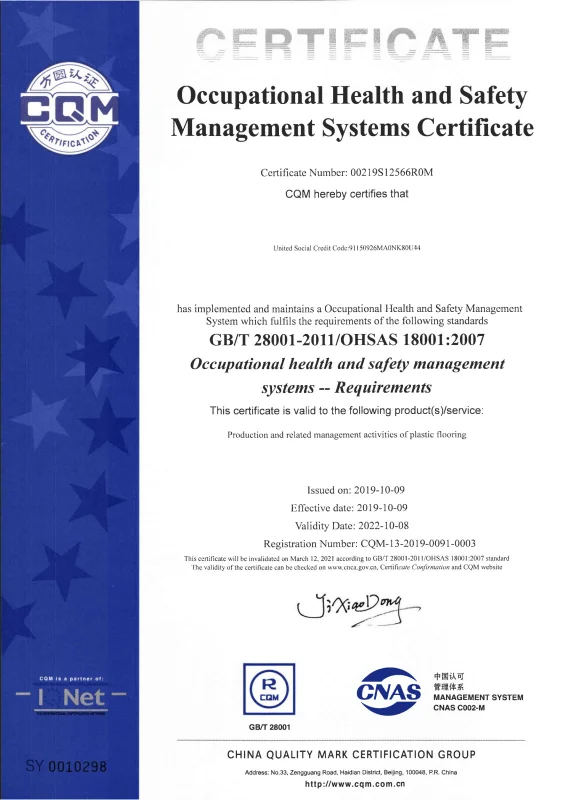 CERTIFICATE
方圆认证
CQM
CERTIFICATION
Occupational Health and Safety
Management Systems Certificate
Certificate Number: 00219S12566R0M
CQM hereby certifies that
United Social Credit Code:91150926MA0NK80U44
has implemented and maintains a Occupational Health and Safety Management
System which fulfils the requirements of the following standards
GB/T 28001-2011/OHSAS 18001:2007
Occupational health and safety management
systems -- Requirements
This certificate is valid to the following product(s)/service:
Production and related management activities of plastic flooring
Issued on: 2019-10-09
Effective date: 2019-10-09
Validity Date: 2022-10-08
Registration Number: CQM-13-2019-0091-0003
This certificate will be invalidated on March 12, 2021 according to GB/T 28001-2011/OHSAS 18001:2007 standard
The validity of the certificate can be checked on www.cnca.gov.cn, Certificate Confirmation and CQM website
Ji XiaoDong
CQM is a partner of:
I Net
SY 0010298
R
CQM
GB/T 28001
CNAS
中国认可
管理体系
MANAGEMENT SYSTEM
CNAS C002-M
CHINA QUALITY MARK CERTIFICATION GROUP
Address: No.33, Zengguang Road, Haidian District, Beijing, 100048, P.R. China
http://www.cqm.com.cn